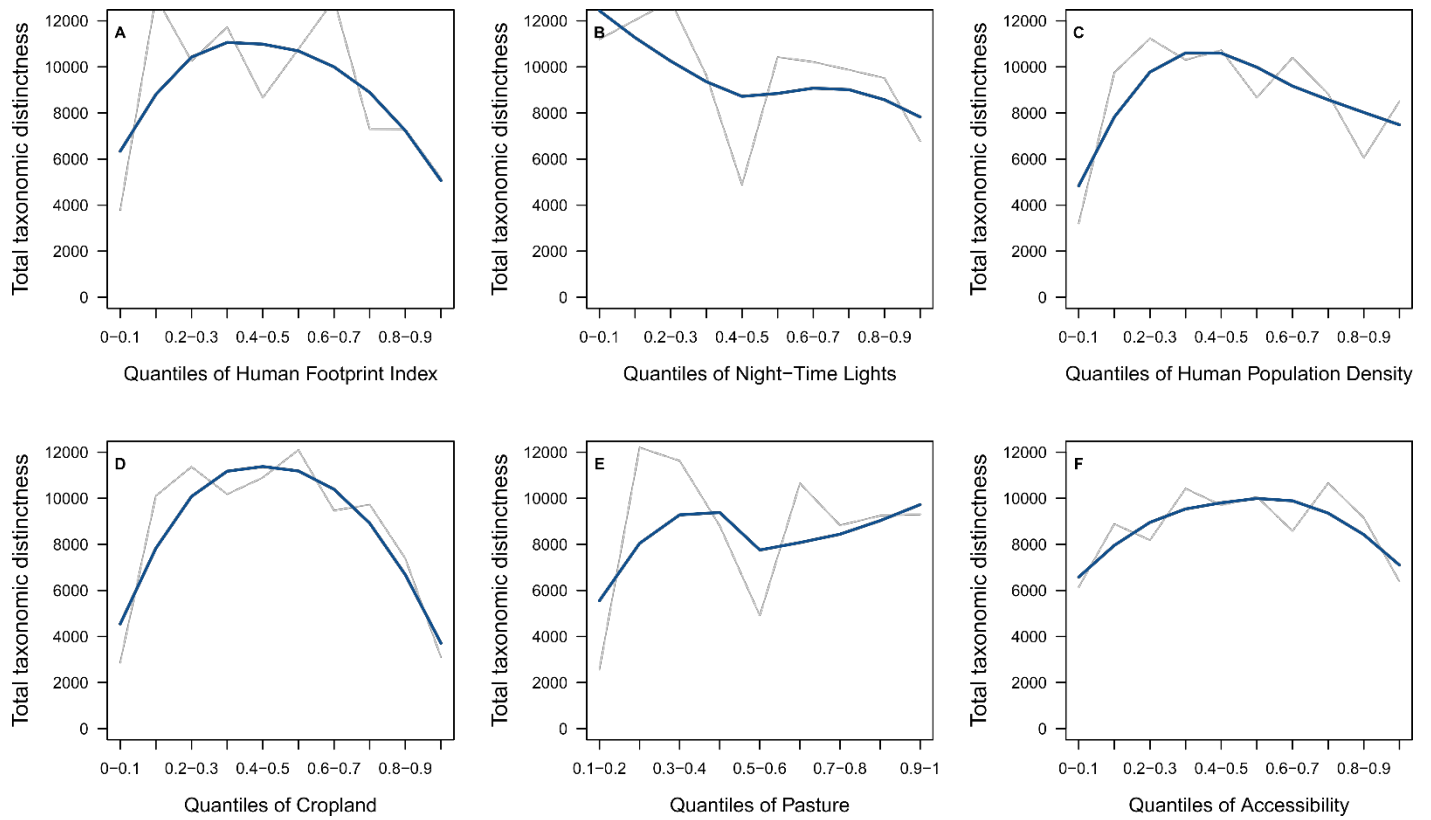 A
Total taxonomic distinctness
12000
10000
8000
6000
4000
2000
0
0−0.1 0.2−0.3 0.4−0.5 0.6−0.7 0.8−0.9
Quantiles of Human Footprint Index
B
Total taxonomic distinctness
12000
10000
8000
6000
4000
2000
0
0−0.1 0.2−0.3 0.4−0.5 0.6−0.7 0.8−0.9
Quantiles of Night−Time Lights
C
Total taxonomic distinctness
12000
10000
8000
6000
4000
2000
0
0−0.1 0.2−0.3 0.4−0.5 0.6−0.7 0.8−0.9
Quantiles of Human Population Density
D
Total taxonomic distinctness
12000
10000
8000
6000
4000
2000
0
0−0.1 0.2−0.3 0.4−0.5 0.6−0.7 0.8−0.9
Quantiles of Cropland
E
Total taxonomic distinctness
12000
10000
8000
6000
4000
2000
0
0.1−0.2 0.3−0.4 0.5−0.6 0.7−0.8 0.9−1
Quantiles of Pasture
F
Total taxonomic distinctness
12000
10000
8000
6000
4000
2000
0
0−0.1 0.2−0.3 0.4−0.5 0.6−0.7 0.8−0.9
Quantiles of Accessibility